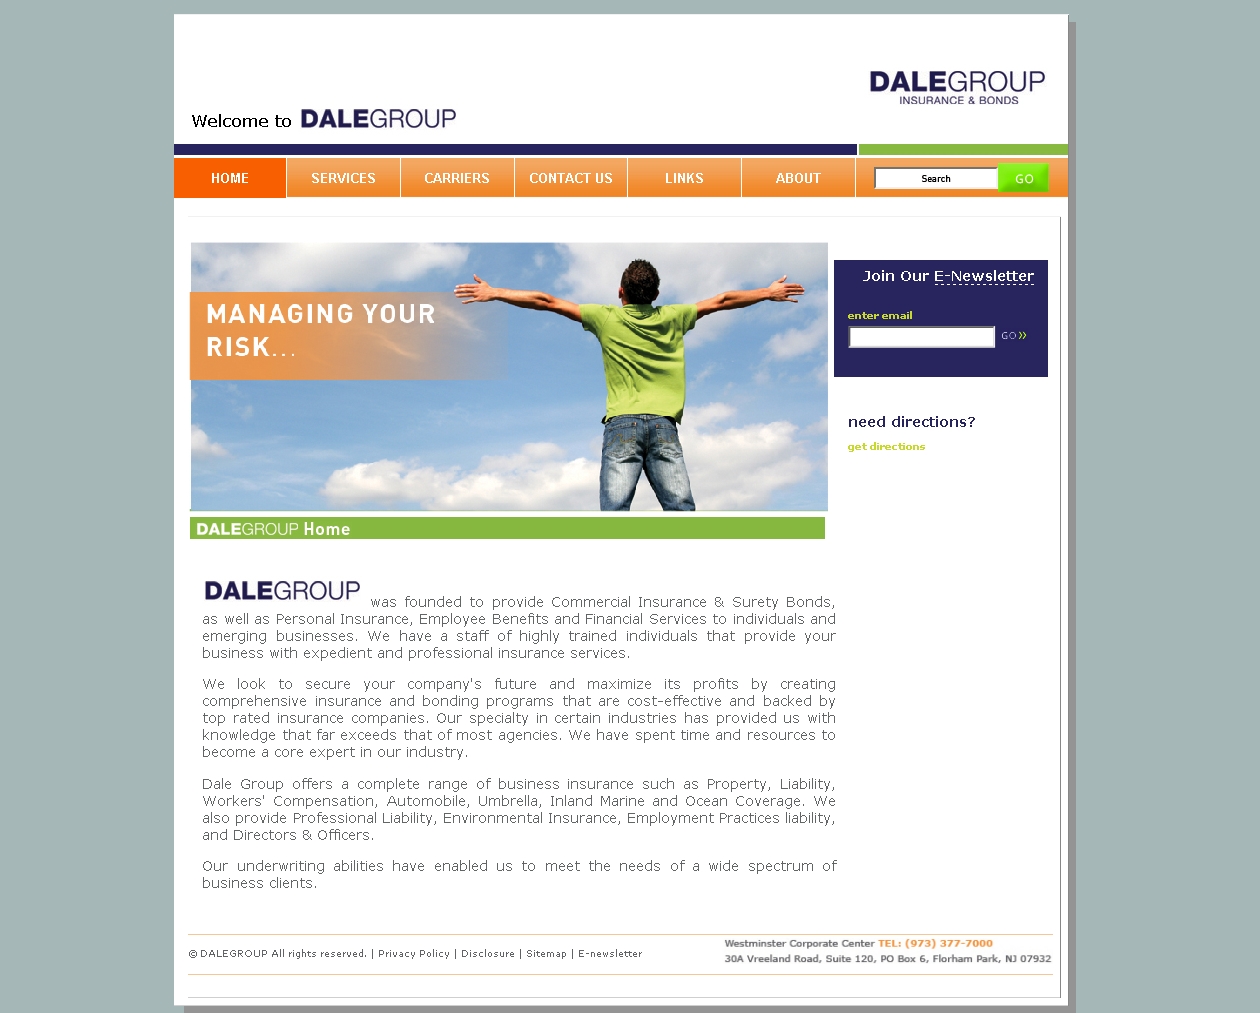 DALEGROUP
INSURANCE & BONDS
Welcome to DALEGROUP
HOME SERVICES CARRIERS CONTACT US LINKS ABOUT Search GO
MANAGING YOUR
RISK...
Join Our E-Newsletter
enter email
GO »
need directions?
get directions
DALEGROUP Home
DALEGROUP was founded to provide Commercial Insurance & Surety Bonds,
as well as Personal Insurance, Employee Benefits and Financial Services to individuals and
emerging businesses. We have a staff of highly trained individuals that provide your
business with expedient and professional insurance services.
We look to secure your company's future and maximize its profits by creating
comprehensive insurance and bonding programs that are cost-effective and backed by
top rated insurance companies. Our specialty in certain industries has provided us with
knowledge that far exceeds that of most agencies. We have spent time and resources to
become a core expert in our industry.
Dale Group offers a complete range of business insurance such as Property, Liability,
Workers' Compensation, Automobile, Umbrella, Inland Marine and Ocean Coverage. We
also provide Professional Liability, Environmental Insurance, Employment Practices liability,
and Directors & Officers.
Our underwriting abilities have enabled us to meet the needs of a wide spectrum of
business clients.
© DALEGROUP All rights reserved. | Privacy Policy | Disclosure | Sitemap | E-newsletter
Westminster Corporate Center TEL: (973) 377-7000
30A Vreeland Road, Suite 120, PO Box 6, Florham Park, NJ 07932